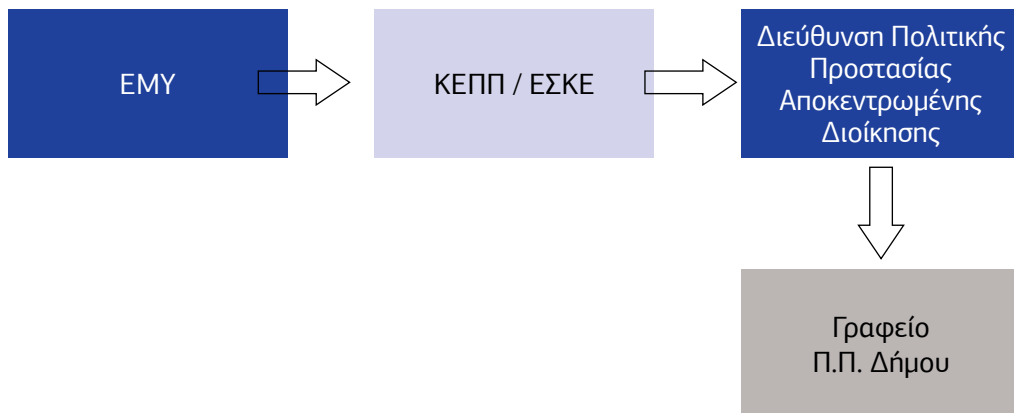 ΕΜΥ
ΚΕΠΠ / ΕΣΚΕ
Διεύθυνση Πολιτικής
Προστασίας
Αποκεντρωμένης
Διοίκησης
Γραφείο
Π.Π. Δήμου